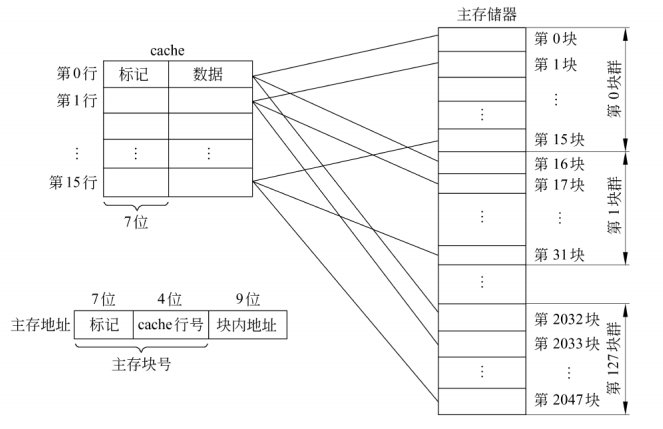 主存储器
cache
第0行
标记
数据
第1行
⋮
⋮
⋮
第15行
7位
第0块
第1块
⋮
⋮
第15块
第0块群
第16块
第17块
⋮
⋮
第31块
第1块群
⋮
第2032块
第2033块
⋮
⋮
第2047块
第127块群
7位
4位
9位
主存地址
标记
cache行号
块内地址
主存块号